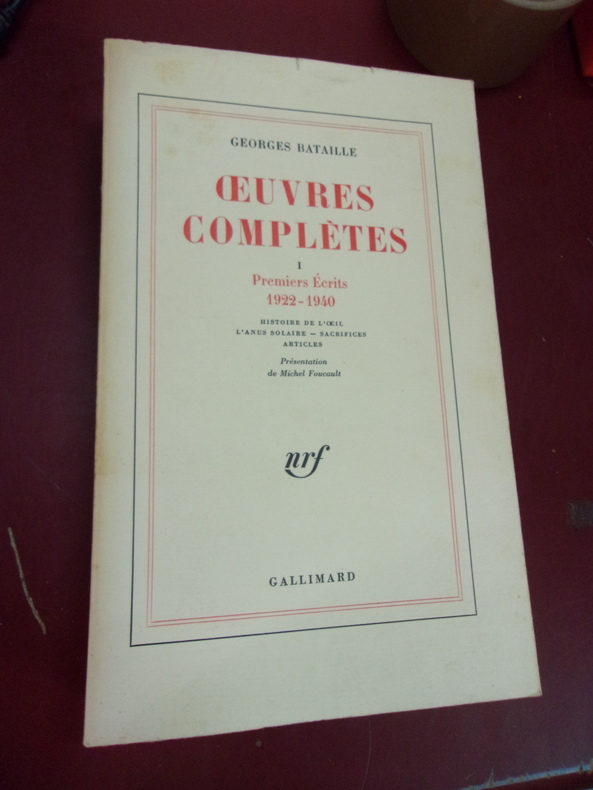 GEORGES BATAILLE
ŒUVRES
COMPLÈTES
I
Premiers Écrits
1922-1940
HISTOIRE DE L'ŒIL
L'ANUS SOLAIRE — SACRIFICES
ARTICLES
Présentation
de Michel Foucault
nrf
GALLIMARD